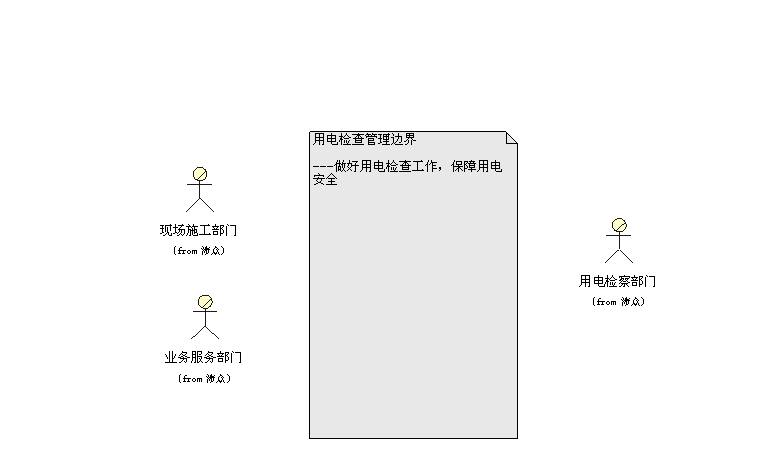 用电检查管理边界
---做好用电检查工作，保障用电
安全
现场施工部门
(from 涉众)
用电检察部门
(from 涉众)
业务服务部门
(from 涉众)